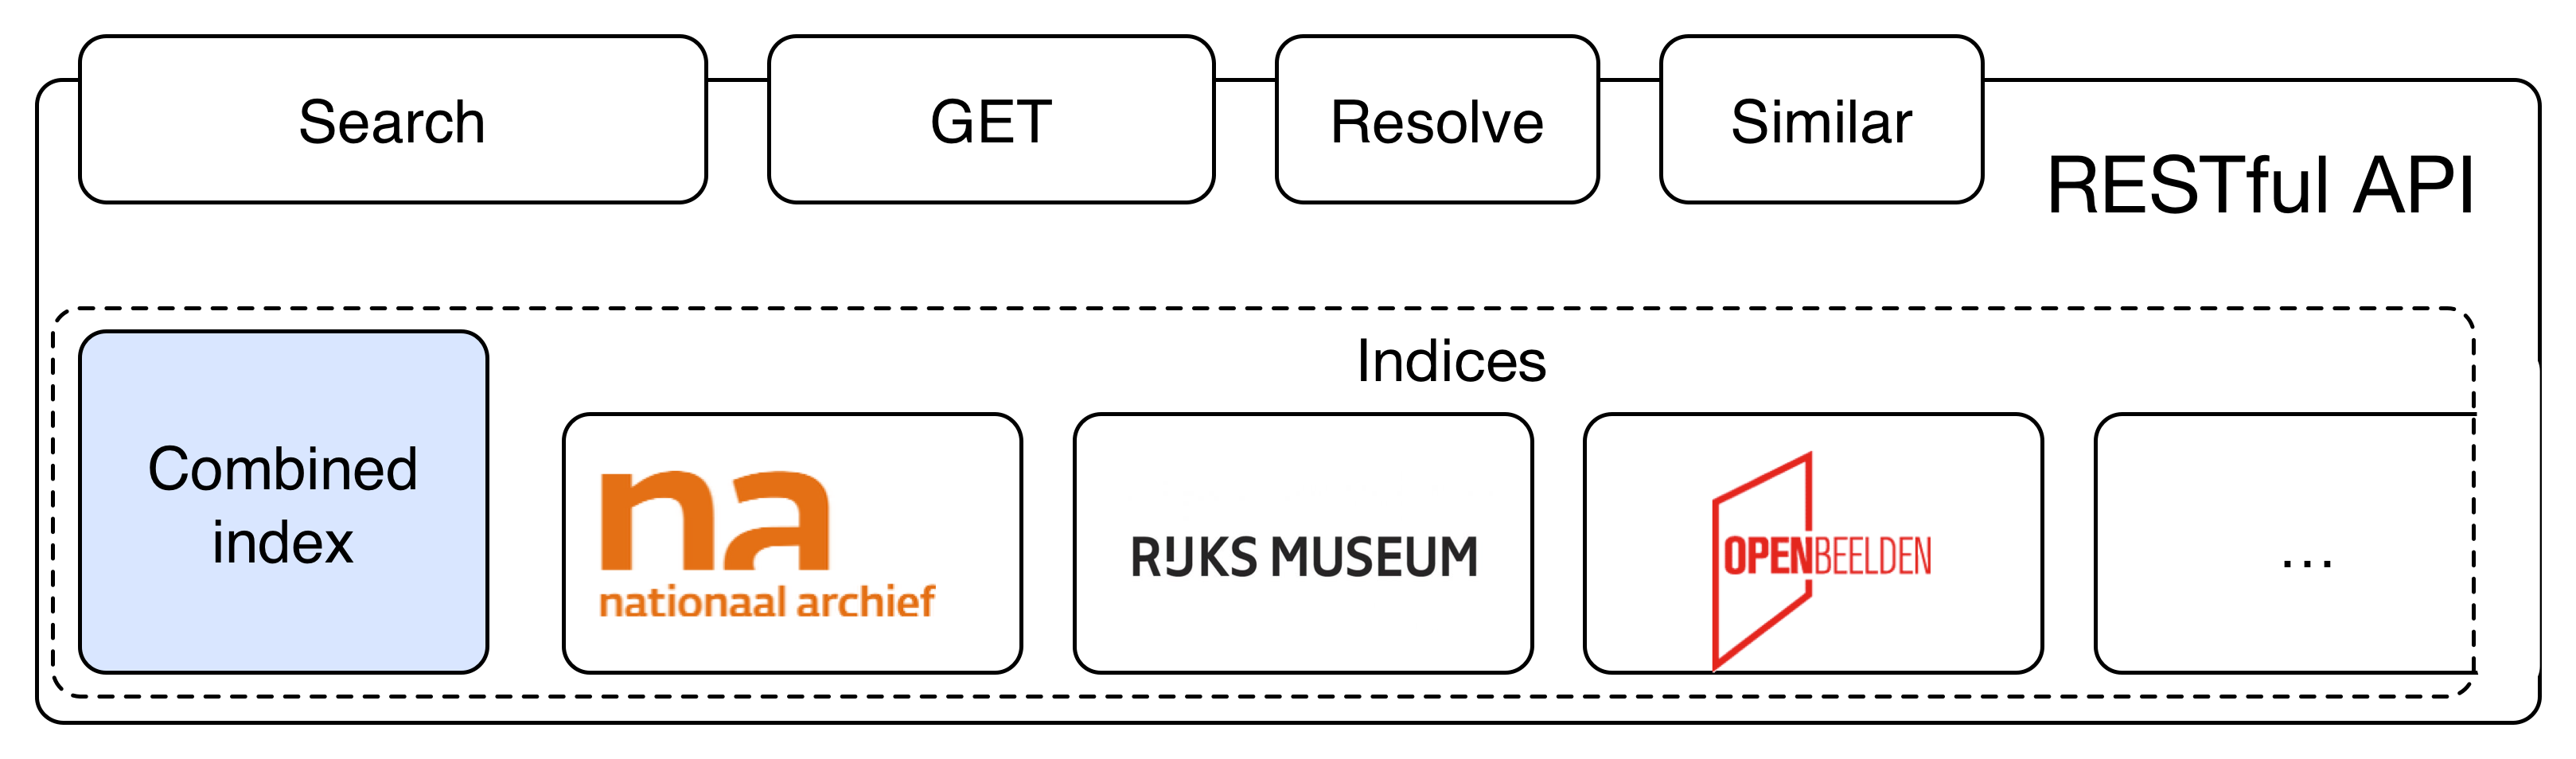 Search
GET
Resolve
Similar
RESTful API
Indices
Combined
index
na
nationaal archief
RIJKS MUSEUM
OPENBEELDEN
...